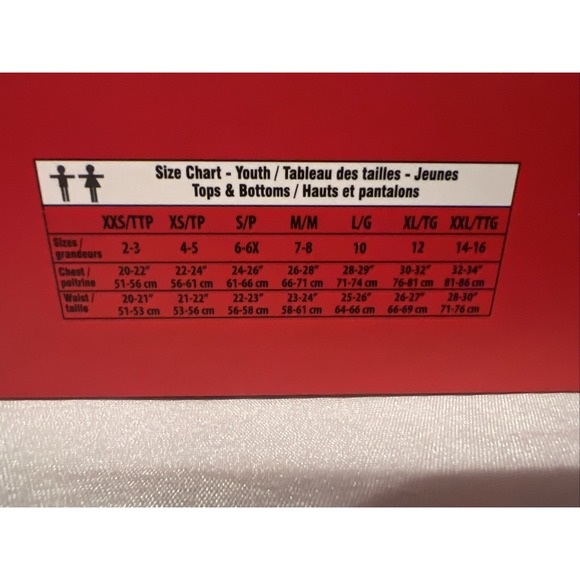 Size Chart - Youth / Tableau des tailles - Jeunes
Tops & Bottoms / Hauts et pantalons
XXS/TTP XS/TP S/P M/M L/G XL/TG XXL/TTG
Sizes / grandeurs 2-3 4-5 6-6X 7-8 10 12 14-16
Chest / 20-22" 22-24" 24-26" 26-28" 28-29" 30-32" 32-34"
poitrine 51-56 cm 56-61 cm 61-66 cm 66-71 cm 71-74 cm 76-81 cm 81-86 cm
Waist / 20-21" 21-22" 22-23" 23-24" 25-26" 26-27" 28-30"
taille 51-53 cm 53-56 cm 56-58 cm 58-61 cm 64-66 cm 66-69 cm 71-76 cm